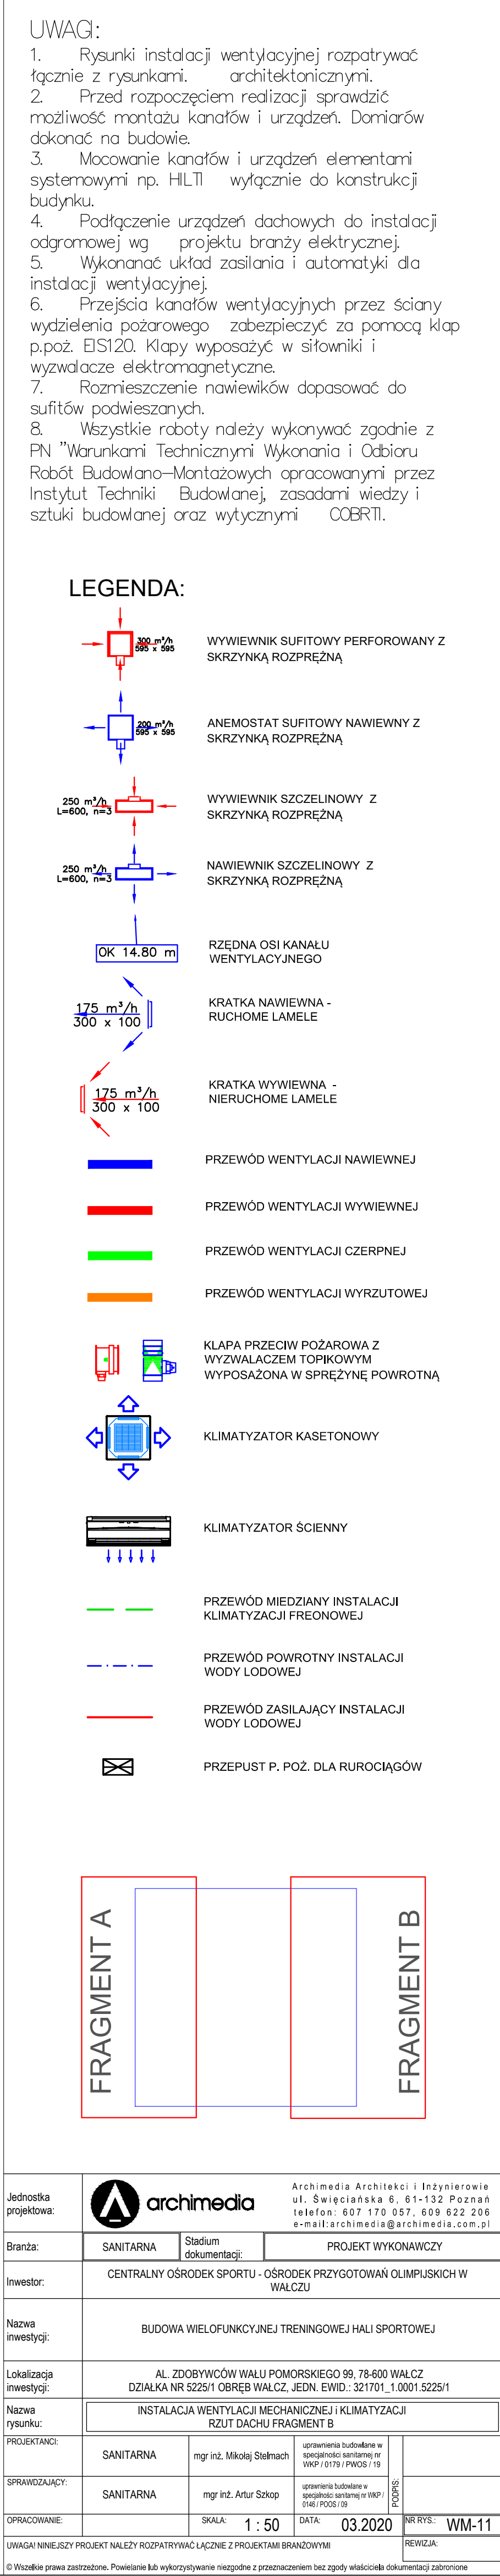 UWAGI:
1. Rysunki instalacji wentylacyjnej rozpatrywać
łącznie z rysunkami. architektonicznymi.
2. Przed rozpoczęciem realizacji sprawdzić
możliwość montażu kanałów i urządzeń. Domiarów
dokonać na budowie.
3. Mocowanie kanałów i urządzeń elementami
systemowymi np. HILTI wyłącznie do konstrukcji
budynku.
4. Podłączenie urządzeń dachowych do instalacji
odgromowej wg projektu branży elektrycznej.
5. Wykonanać układ zasilania i automatyki dla
instalacji wentylacyjnej.
6. Przejścia kanałów wentylacyjnych przez ściany
wydzielenia pożarowego zabezpieczyć za pomocą klap
p.poż. EIS120. Klapy wyposażyć w siłowniki i
wyzwalacze elektromagnetyczne.
7. Rozmieszczenie nawiewików dopasować do
sufitów podwieszanych.
8. Wszystkie roboty należy wykonywać zgodnie z
PN "Warunkami Technicznymi Wykonania i Odbioru
Robót Budowlano–Montażowych opracowanymi przez
Instytut Techniki Budowlanej, zasadami wiedzy i
sztuki budowlanej oraz wytycznymi COBRTI.
LEGENDA:
300 m³/h
595 x 595
WYWIEWNIK SUFITOWY PERFOROWANY Z
SKRZYNKĄ ROZPRĘŻNĄ
200 m³/h
595 x 595
ANEMOSTAT SUFITOWY NAWIEWNY Z
SKRZYNKĄ ROZPRĘŻNĄ
250 m³/h
L=600, n=3
WYWIEWNIK SZCZELINOWY Z
SKRZYNKĄ ROZPRĘŻNĄ
250 m³/h
L=600, n=3
NAWIEWNIK SZCZELINOWY Z
SKRZYNKĄ ROZPRĘŻNĄ
OK 14.80 m
RZĘDNA OSI KANAŁU
WENTYLACYJNEGO
175 m³/h
300 x 100
KRATKA NAWIEWNA -
RUCHOME LAMELE
175 m³/h
300 x 100
KRATKA WYWIEWNA -
NIERUCHOME LAMELE
PRZEWÓD WENTYLACJI NAWIEWNEJ
PRZEWÓD WENTYLACJI WYWIEWNEJ
PRZEWÓD WENTYLACJI CZERPNEJ
PRZEWÓD WENTYLACJI WYRZUTOWEJ
KLAPA PRZECIW POŻAROWA Z
WYZWALACZEM TOPIKOWYM
WYPOSAŻONA W SPRĘŻYNĘ POWROTNĄ
KLIMATYZATOR KASETONOWY
KLIMATYZATOR ŚCIENNY
PRZEWÓD MIEDZIANY INSTALACJI
KLIMATYZACJI FREONOWEJ
PRZEWÓD POWROTNY INSTALACJI
WODY LODOWEJ
PRZEWÓD ZASILAJĄCY INSTALACJI
WODY LODOWEJ
PRZEPUST P. POŻ. DLA RUROCIĄGÓW
FRAGMENT A
FRAGMENT B
Jednostka
projektowa:
archimedia
Archimedia Architekci i Inżynierowie
ul. Święciańska 6, 61-132 Poznań
telefon: 607 170 057, 609 622 206
e-mail:archimedia@archimedia.com.pl
Branża:
SANITARNA
Stadium
dokumentacji:
PROJEKT WYKONAWCZY
Inwestor:
CENTRALNY OŚRODEK SPORTU - OŚRODEK PRZYGOTOWAŃ OLIMPIJSKICH W
WAŁCZU
Nazwa
inwestycji:
BUDOWA WIELOFUNKCYJNEJ TRENINGOWEJ HALI SPORTOWEJ
Lokalizacja
inwestycji:
AL. ZDOBYWCÓW WAŁU POMORSKIEGO 99, 78-600 WAŁCZ
DZIAŁKA NR 5225/1 OBRĘB WAŁCZ, JEDN. EWID.: 321701_1.0001.5225/1
Nazwa
rysunku:
INSTALACJA WENTYLACJI MECHANICZNEJ i KLIMATYZACJI
RZUT DACHU FRAGMENT B
PROJEKTANCI:
SANITARNA
mgr inż. Mikołaj Stelmach
uprawnienia budowlane w
specjalności sanitarnej nr
WKP / 0179 / PWOS / 19
SPRAWDZAJĄCY:
SANITARNA
mgr inż. Artur Szkop
uprawnienia budowlane w
specjalności sanitarnej nr WKP /
0146 / POOS / 09
PODPIS:
OPRACOWANIE:
SKALA: 1 : 50
DATA: 03.2020
NR RYS.: WM-11
UWAGA! NINIEJSZY PROJEKT NALEŻY ROZPATRYWAĆ ŁĄCZNIE Z PROJEKTAMI BRANŻOWYMI
REWIZJA:
© Wszelkie prawa zastrzeżone. Powielanie lub wykorzystywanie niezgodne z przeznaczeniem bez zgody właściciela dokumentacji zabronione